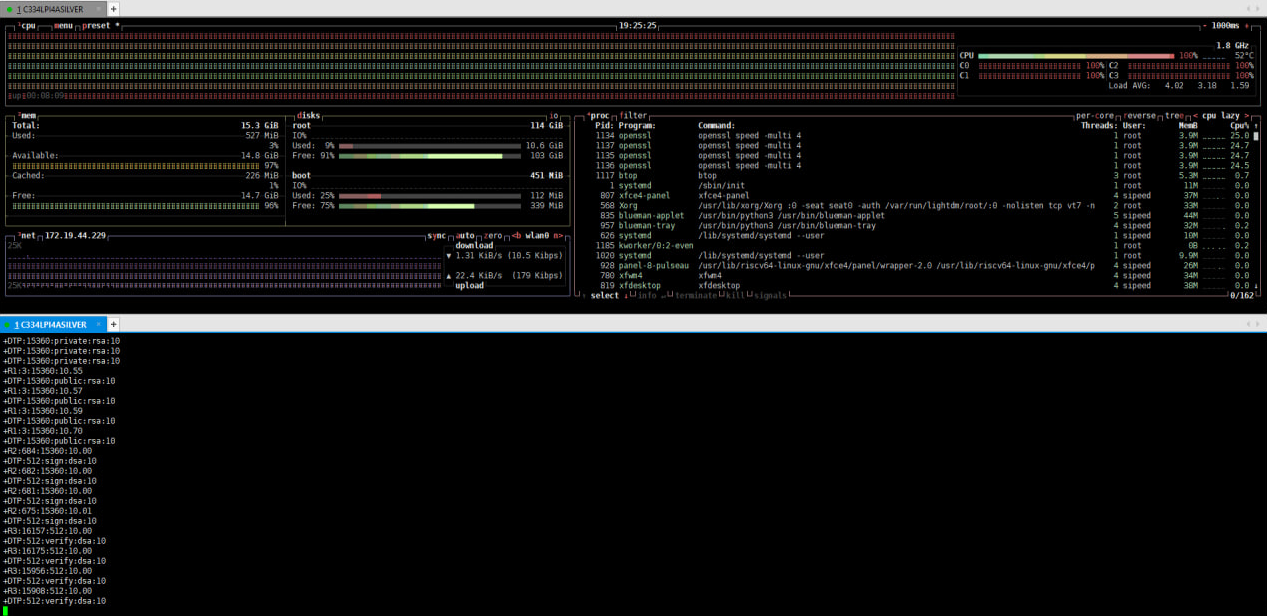 1 C334LPI4ASILVER × +
¹cpu menu preset * 19:25:25 - 1000ms +
1.8 GHz
CPU 100% 52°C
C0 100% C2 100%
C1 100% C3 100%
Load AVG: 4.02 3.18 1.59
up 00:08:09
²mem disks io
Total: 15.3 GiB root 114 GiB
Used: 527 MiB IO%
3% Used: 9% 10.6 GiB
Available: 14.8 GiB Free: 91% 103 GiB
97%
Cached: 226 MiB boot 451 MiB
1% IO%
Free: 14.7 GiB Used: 25% 112 MiB
96% Free: 75% 339 MiB
³net 172.19.44.229 sync auto zero <b wlan0 n>
25K download
▼ 1.31 KiB/s (10.5 Kibps)
▲ 22.4 KiB/s (179 Kibps)
25K upload
⁴proc filter per-core reverse tree < cpu lazy >
Pid: Program: Command: Threads: User: MemB Cpu% ↑
1134 openssl openssl speed -multi 4 1 root 3.9M 25.0
1137 openssl openssl speed -multi 4 1 root 3.9M 24.7
1135 openssl openssl speed -multi 4 1 root 3.9M 24.7
1136 openssl openssl speed -multi 4 1 root 3.9M 24.5
1117 btop btop 3 root 5.3M 0.7
1 systemd /sbin/init 1 root 11M 0.0
807 xfce4-panel xfce4-panel 4 sipeed 37M 0.0
568 Xorg /usr/lib/xorg/Xorg :0 -seat seat0 -auth /var/run/lightdm/root/:0 -nolisten tcp vt7 -n 2 root 33M 0.0
835 blueman-applet /usr/bin/python3 /usr/bin/blueman-applet 5 sipeed 44M 0.0
957 blueman-tray /usr/bin/python3 /usr/bin/blueman-tray 4 sipeed 32M 0.2
626 systemd /lib/systemd/systemd --user 1 sipeed 10M 0.0
1185 kworker/0:2-even 1 root 0B 0.2
1020 systemd /lib/systemd/systemd --user 1 root 9.9M 0.0
928 panel-8-pulseau /usr/lib/riscv64-linux-gnu/xfce4/panel/wrapper-2.0 /usr/lib/riscv64-linux-gnu/xfce4/p 4 sipeed 26M 0.0
780 xfwm4 xfwm4 4 sipeed 34M 0.0
819 xfdesktop xfdesktop 4 sipeed 38M 0.0 ↓
↑ select ↓ info ↵ terminate kill signals 0/162
1 C334LPI4ASILVER × +
+DTP:15360:private:rsa:10
+DTP:15360:private:rsa:10
+DTP:15360:private:rsa:10
+R1:3:15360:10.55
+DTP:15360:public:rsa:10
+R1:3:15360:10.57
+DTP:15360:public:rsa:10
+R1:3:15360:10.59
+DTP:15360:public:rsa:10
+R1:3:15360:10.70
+DTP:15360:public:rsa:10
+R2:684:15360:10.00
+DTP:512:sign:dsa:10
+R2:682:15360:10.00
+DTP:512:sign:dsa:10
+R2:681:15360:10.00
+DTP:512:sign:dsa:10
+R2:675:15360:10.01
+DTP:512:sign:dsa:10
+R3:16157:512:10.00
+DTP:512:verify:dsa:10
+R3:16175:512:10.00
+DTP:512:verify:dsa:10
+R3:15956:512:10.00
+DTP:512:verify:dsa:10
+R3:15908:512:10.00
+DTP:512:verify:dsa:10